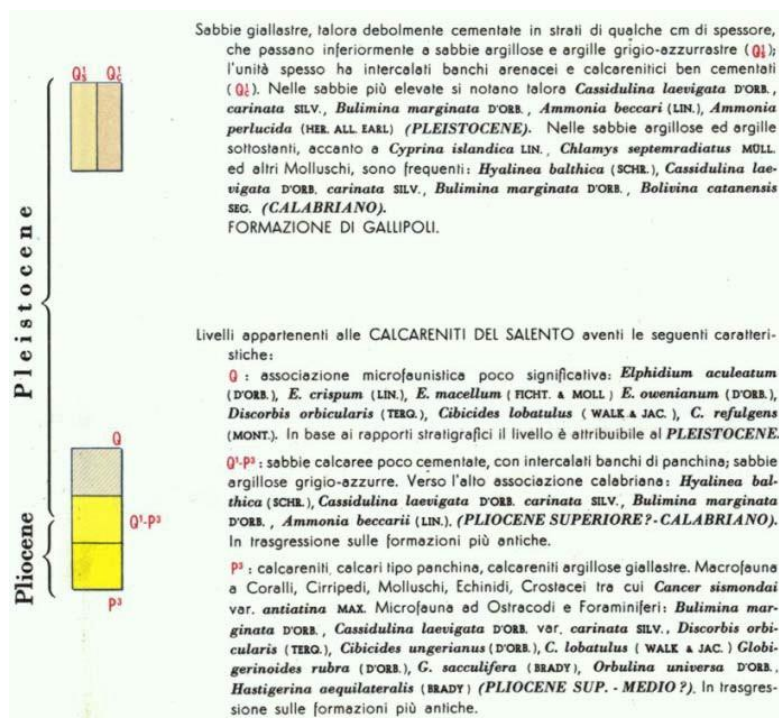 Sabbie giallastre, talora debolmente cementate in strati di qualche cm di spessore,
che passano inferiormente a sabbie argillose e argille grigio-azzurrastre (Q¹s);
l'unità spesso ha intercalati banchi arenacei e calcarenitici ben cementati
(Q¹c). Nelle sabbie più elevate si notano talora Cassidulina laevigata D'ORB.,
carinata SILV., Bulimina marginata D'ORB., Ammonia beccari (LIN.), Ammonia
perlucida (HER. ALL. EARL) (PLEISTOCENE). Nelle sabbie argillose ed argille
sottostanti, accanto a Cyprina islandica LIN., Chlamys septemradiatus MÜLL.
ed altri Molluschi, sono frequenti: Hyalinea balthica (SCHR.), Cassidulina lae-
vigata D'ORB. carinata SILV., Bulimina marginata D'ORB., Bolivina catanensis
SEG. (CALABRIANO).
FORMAZIONE DI GALLIPOLI.
Q¹s Q¹c
Pleistocene
Livelli appartenenti alle CALCARENITI DEL SALENTO aventi le seguenti caratteri-
stiche:
Q : associazione microfaunistica poco significativa: Elphidium aculeatum
(D'ORB.), E. crispum (LIN.), E. macellum (FICHT. & MOLL) E. owenianum (D'ORB.),
Discorbis orbicularis (TERQ.), Cibicides lobatulus ( WALK & JAC. ), C. refulgens
(MONT.). In base ai rapporti stratigrafici il livello è attribuibile al PLEISTOCENE.
Q¹-P³ : sabbie calcaree poco cementate, con intercalati banchi di panchina; sabbie
argillose grigio-azzurre. Verso l'alto associazione calabriana: Hyalinea bal-
thica (SCHR.), Cassidulina laevigata D'ORB. carinata SILV., Bulimina marginata
D'ORB. , Ammonia beccarii (LIN.). (PLIOCENE SUPERIORE?-CALABRIANO).
In trasgressione sulle formazioni più antiche.
P³ : calcareniti, calcari tipo panchina, calcareniti argillose giallastre. Macrofauna
a Coralli, Cirripedi, Molluschi, Echinidi, Crostacei tra cui Cancer sismondai
var. antiatina MAX. Microfauna ad Ostracodi e Foraminiferi: Bulimina mar-
ginata D'ORB. , Cassidulina laevigata D'ORB. var. carinata SILV., Discorbis orbi-
cularis (TERQ.), Cibicides ungerianus (D'ORB.), C. lobatulus ( WALK & JAC. ) Globi-
gerinoides rubra (D'ORB.), G. sacculifera (BRADY), Orbulina universa D'ORB.,
Hastigerina aequilateralis (BRADY) (PLIOCENE SUP. - MEDIO ?). In trasgres-
sione sulle formazioni più antiche.
Q
Q¹-P³
Pliocene
P³